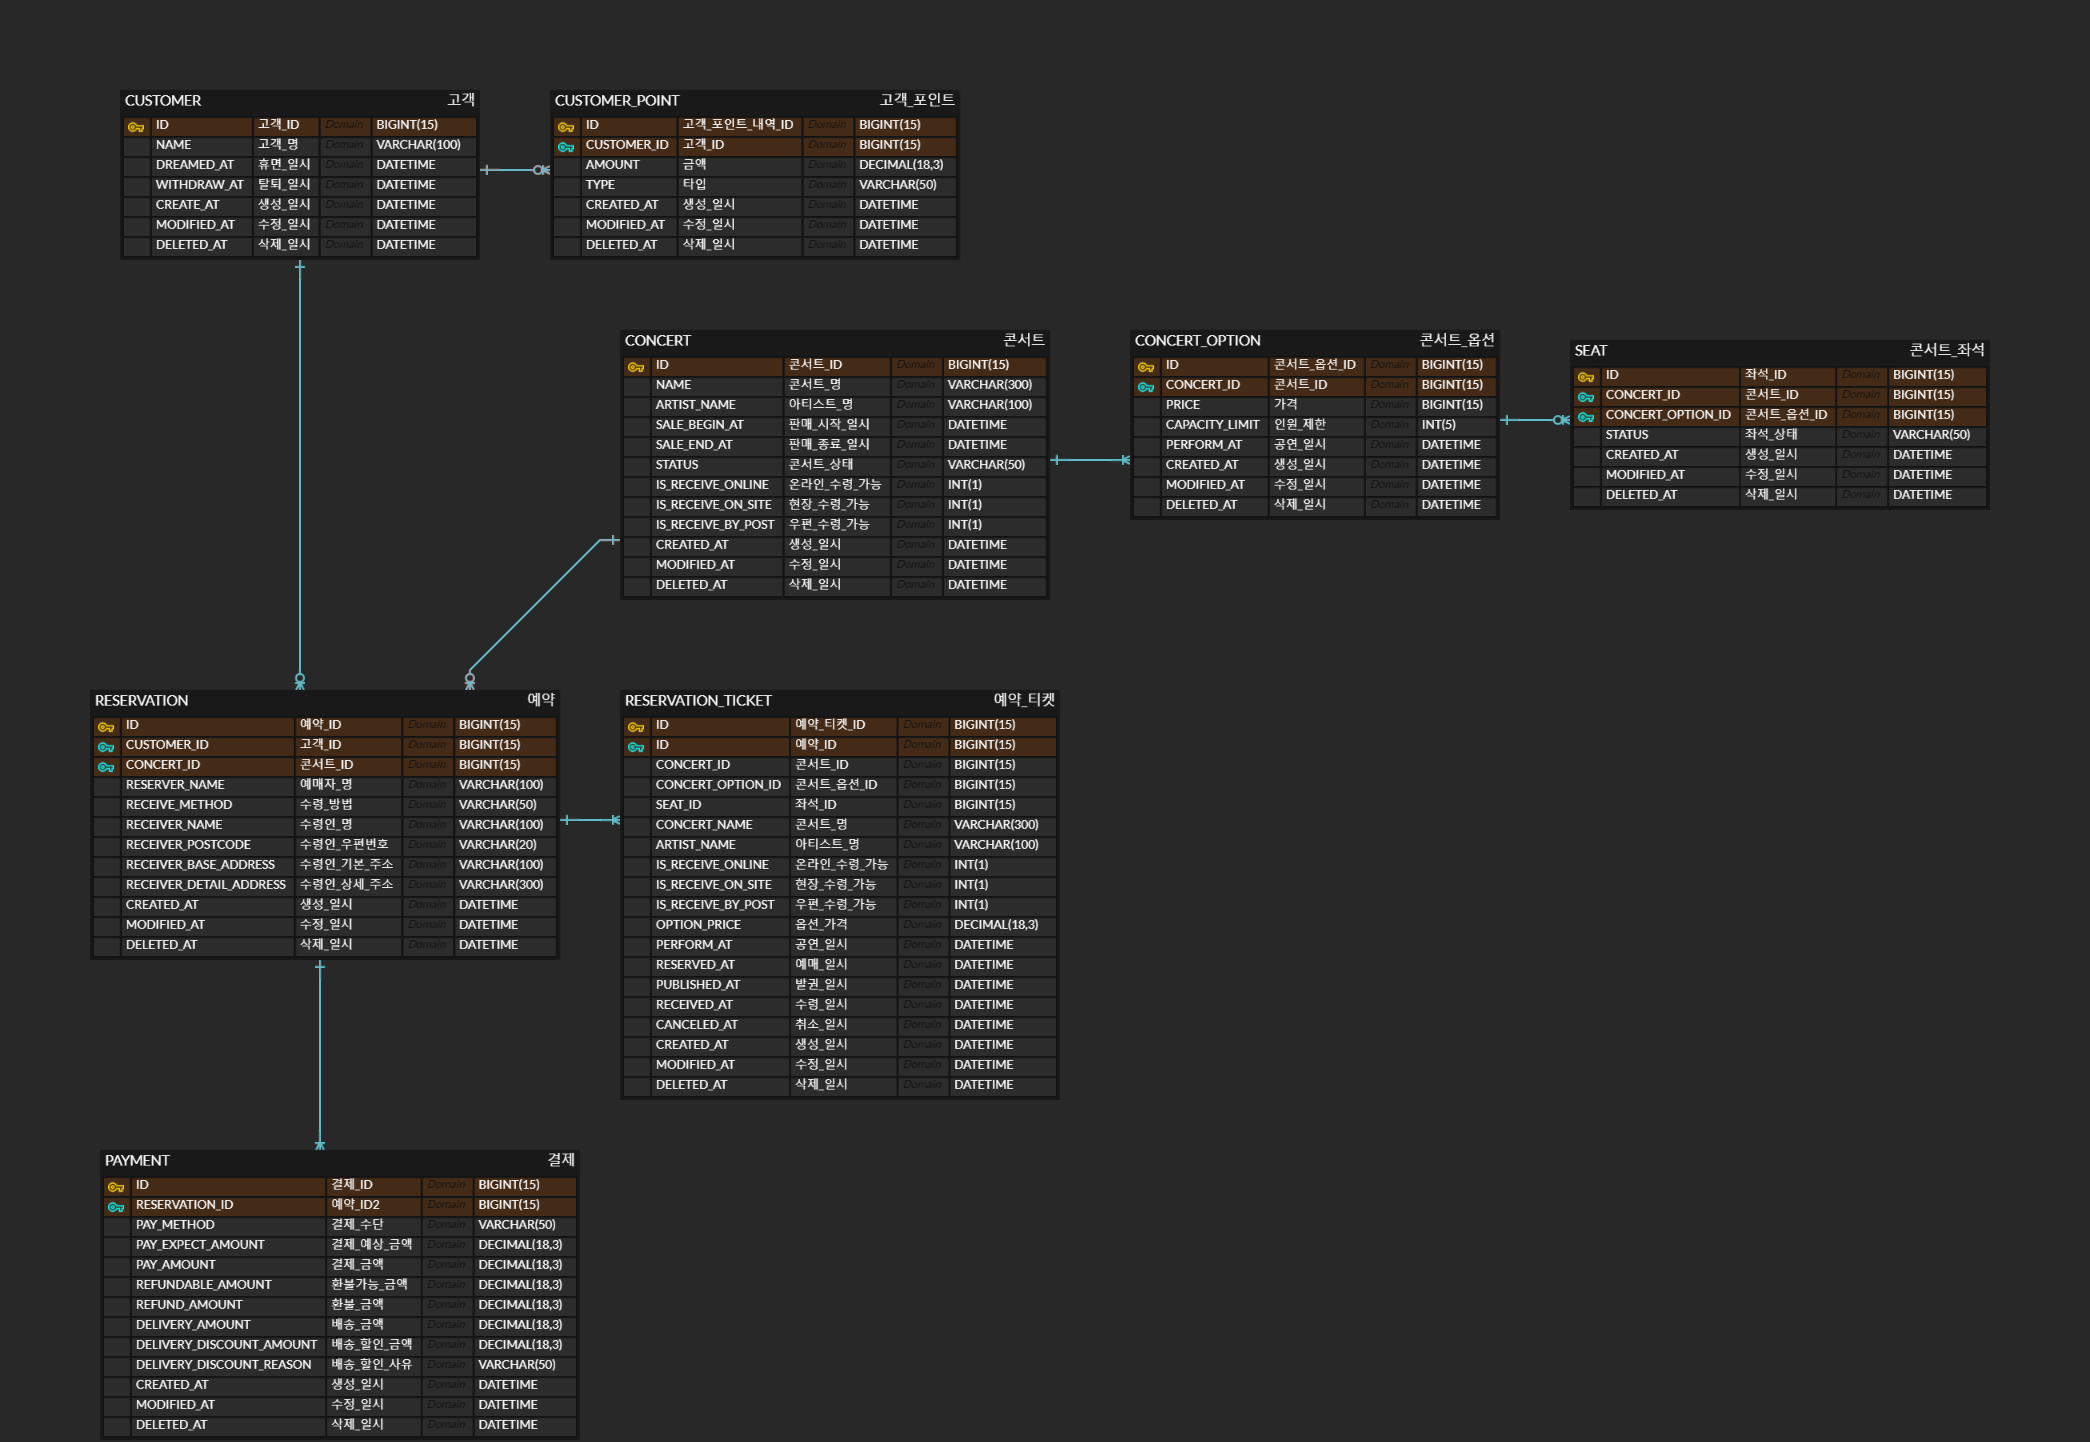 CUSTOMER 고객
ID 고객_ID Domain BIGINT(15)
NAME 고객_명 Domain VARCHAR(100)
DREAMED_AT 휴면_일시 Domain DATETIME
WITHDRAW_AT 탈퇴_일시 Domain DATETIME
CREATE_AT 생성_일시 Domain DATETIME
MODIFIED_AT 수정_일시 Domain DATETIME
DELETED_AT 삭제_일시 Domain DATETIME
CUSTOMER_POINT 고객_포인트
ID 고객_포인트_내역_ID Domain BIGINT(15)
CUSTOMER_ID 고객_ID Domain BIGINT(15)
AMOUNT 금액 Domain DECIMAL(18,3)
TYPE 타입 Domain VARCHAR(50)
CREATED_AT 생성_일시 Domain DATETIME
MODIFIED_AT 수정_일시 Domain DATETIME
DELETED_AT 삭제_일시 Domain DATETIME
CONCERT 콘서트
ID 콘서트_ID Domain BIGINT(15)
NAME 콘서트_명 Domain VARCHAR(300)
ARTIST_NAME 아티스트_명 Domain VARCHAR(100)
SALE_BEGIN_AT 판매_시작_일시 Domain DATETIME
SALE_END_AT 판매_종료_일시 Domain DATETIME
STATUS 콘서트_상태 Domain VARCHAR(50)
IS_RECEIVE_ONLINE 온라인_수령_가능 Domain INT(1)
IS_RECEIVE_ON_SITE 현장_수령_가능 Domain INT(1)
IS_RECEIVE_BY_POST 우편_수령_가능 Domain INT(1)
CREATED_AT 생성_일시 Domain DATETIME
MODIFIED_AT 수정_일시 Domain DATETIME
DELETED_AT 삭제_일시 Domain DATETIME
CONCERT_OPTION 콘서트_옵션
ID 콘서트_옵션_ID Domain BIGINT(15)
CONCERT_ID 콘서트_ID Domain BIGINT(15)
PRICE 가격 Domain BIGINT(15)
CAPACITY_LIMIT 인원_제한 Domain INT(5)
PERFORM_AT 공연_일시 Domain DATETIME
CREATED_AT 생성_일시 Domain DATETIME
MODIFIED_AT 수정_일시 Domain DATETIME
DELETED_AT 삭제_일시 Domain DATETIME
SEAT 콘서트_좌석
ID 좌석_ID Domain BIGINT(15)
CONCERT_ID 콘서트_ID Domain BIGINT(15)
CONCERT_OPTION_ID 콘서트_옵션_ID Domain BIGINT(15)
STATUS 좌석_상태 Domain VARCHAR(50)
CREATED_AT 생성_일시 Domain DATETIME
MODIFIED_AT 수정_일시 Domain DATETIME
DELETED_AT 삭제_일시 Domain DATETIME
RESERVATION 예약
ID 예약_ID Domain BIGINT(15)
CUSTOMER_ID 고객_ID Domain BIGINT(15)
CONCERT_ID 콘서트_ID Domain BIGINT(15)
RESERVER_NAME 예매자_명 Domain VARCHAR(100)
RECEIVE_METHOD 수령_방법 Domain VARCHAR(50)
RECEIVER_NAME 수령인_명 Domain VARCHAR(100)
RECEIVER_POSTCODE 수령인_우편번호 Domain VARCHAR(20)
RECEIVER_BASE_ADDRESS 수령인_기본_주소 Domain VARCHAR(100)
RECEIVER_DETAIL_ADDRESS 수령인_상세_주소 Domain VARCHAR(300)
CREATED_AT 생성_일시 Domain DATETIME
MODIFIED_AT 수정_일시 Domain DATETIME
DELETED_AT 삭제_일시 Domain DATETIME
RESERVATION_TICKET 예약_티켓
ID 예약_티켓_ID Domain BIGINT(15)
ID 예약_ID Domain BIGINT(15)
CONCERT_ID 콘서트_ID Domain BIGINT(15)
CONCERT_OPTION_ID 콘서트_옵션_ID Domain BIGINT(15)
SEAT_ID 좌석_ID Domain BIGINT(15)
CONCERT_NAME 콘서트_명 Domain VARCHAR(300)
ARTIST_NAME 아티스트_명 Domain VARCHAR(100)
IS_RECEIVE_ONLINE 온라인_수령_가능 Domain INT(1)
IS_RECEIVE_ON_SITE 현장_수령_가능 Domain INT(1)
IS_RECEIVE_BY_POST 우편_수령_가능 Domain INT(1)
OPTION_PRICE 옵션_가격 Domain DECIMAL(18,3)
PERFORM_AT 공연_일시 Domain DATETIME
RESERVED_AT 예매_일시 Domain DATETIME
PUBLISHED_AT 발권_일시 Domain DATETIME
RECEIVED_AT 수령_일시 Domain DATETIME
CANCELED_AT 취소_일시 Domain DATETIME
CREATED_AT 생성_일시 Domain DATETIME
MODIFIED_AT 수정_일시 Domain DATETIME
DELETED_AT 삭제_일시 Domain DATETIME
PAYMENT 결제
ID 결제_ID Domain BIGINT(15)
RESERVATION_ID 예약_ID2 Domain BIGINT(15)
PAY_METHOD 결제_수단 Domain VARCHAR(50)
PAY_EXPECT_AMOUNT 결제_예상_금액 Domain DECIMAL(18,3)
PAY_AMOUNT 결제_금액 Domain DECIMAL(18,3)
REFUNDABLE_AMOUNT 환불가능_금액 Domain DECIMAL(18,3)
REFUND_AMOUNT 환불_금액 Domain DECIMAL(18,3)
DELIVERY_AMOUNT 배송_금액 Domain DECIMAL(18,3)
DELIVERY_DISCOUNT_AMOUNT 배송_할인_금액 Domain DECIMAL(18,3)
DELIVERY_DISCOUNT_REASON 배송_할인_사유 Domain VARCHAR(50)
CREATED_AT 생성_일시 Domain DATETIME
MODIFIED_AT 수정_일시 Domain DATETIME
DELETED_AT 삭제_일시 Domain DATETIME